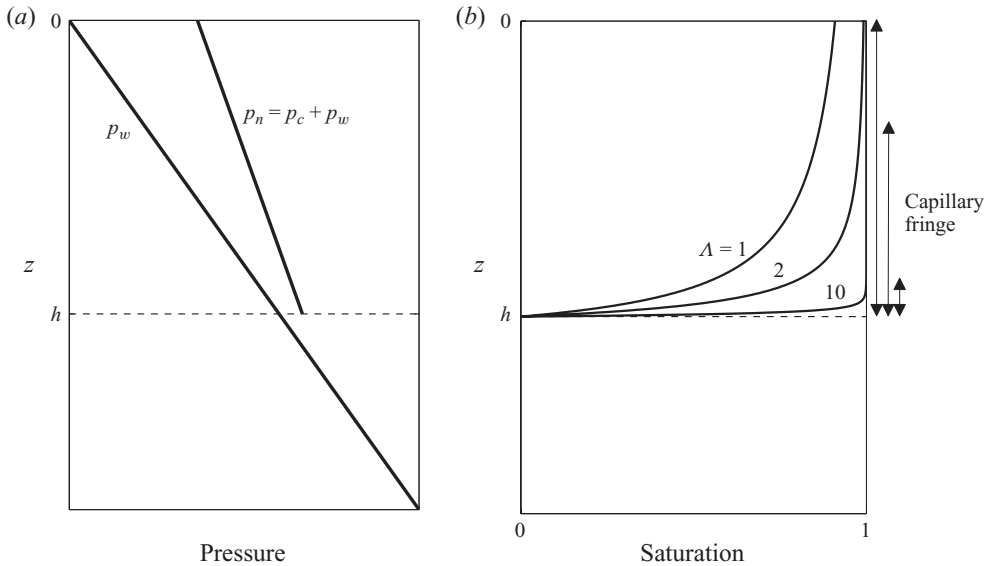 (a)
0
p_w
p_n = p_c + p_w
z
h
Pressure
(b)
0
Λ = 1
2
10
Capillary
fringe
z
h
0
1
Saturation